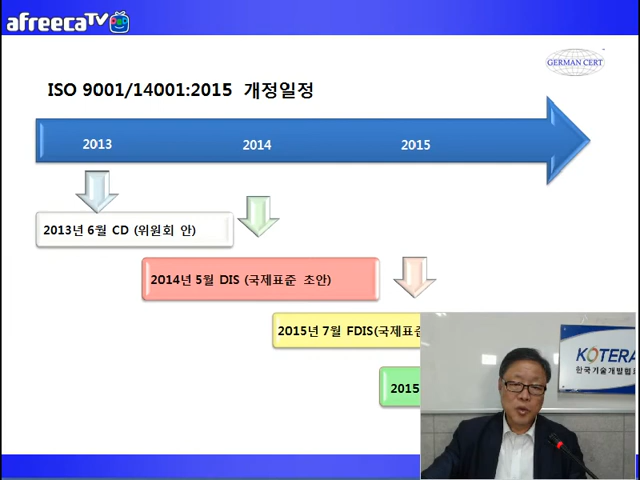 afreecaTV
GERMAN CERT
ISO 9001/14001:2015 개정일정
2013
2014
2015
2013년 6월 CD (위원회 안)
2014년 5월 DIS (국제표준 초안)
2015년 7월 FDIS(국제표준
2015
KOTERA
한국기술개발협회